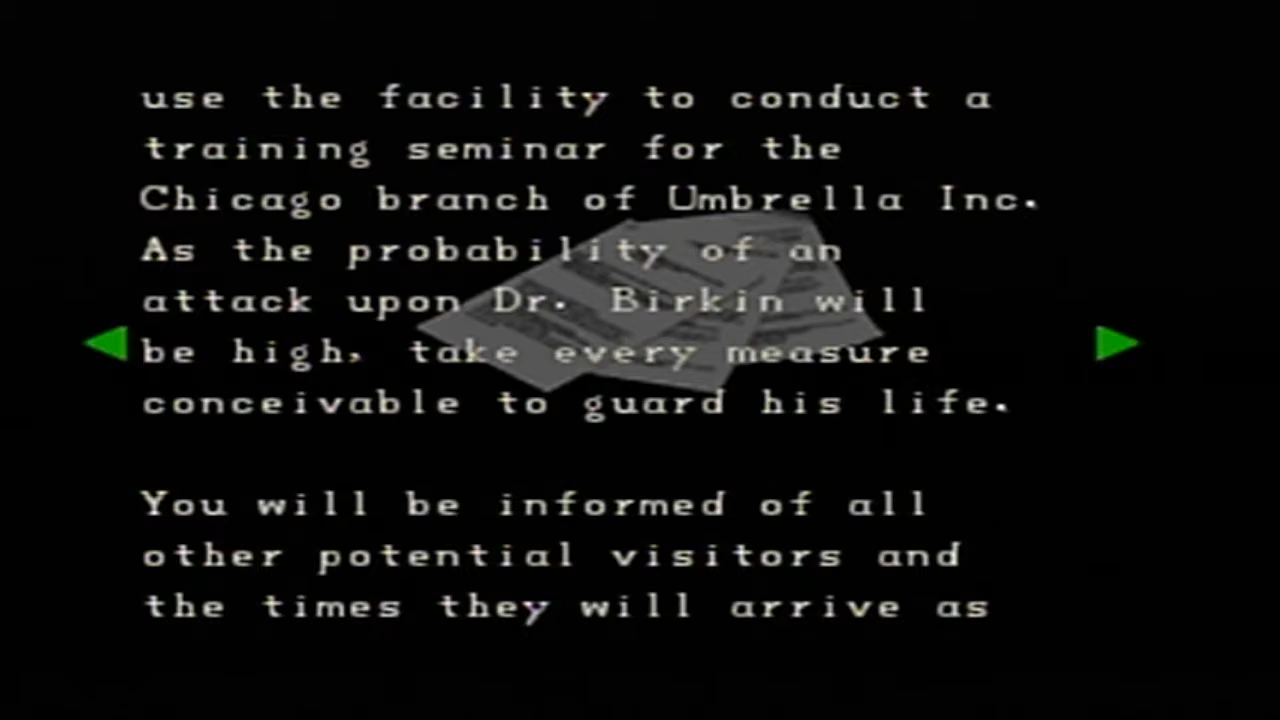 use the facility to conduct a
training seminar for the
Chicago branch of Umbrella Inc.
As the probability of an
attack upon Dr. Birkin will
be high, take every measure
conceivable to guard his life.
You will be informed of all
other potential visitors and
the times they will arrive as